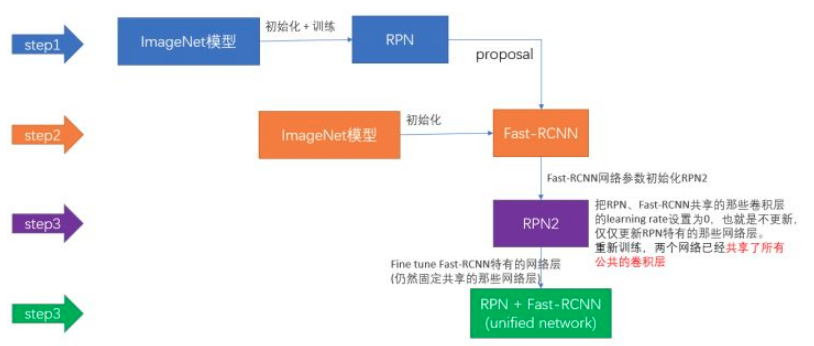 初始化 + 训练
step1
ImageNet模型
RPN
proposal
step2
ImageNet模型
初始化
Fast-RCNN
Fast-RCNN网络参数初始化RPN2
step3
RPN2
把RPN、Fast-RCNN共享的那些卷积层
的learning rate设置为0，也就是不更新，
仅仅更新RPN特有的那些网络层。
重新训练，两个网络已经共享了所有
公共的卷积层
Fine tune Fast-RCNN特有的网络层
(仍然固定共享的那些网络层)
step3
RPN + Fast-RCNN
(unified network)